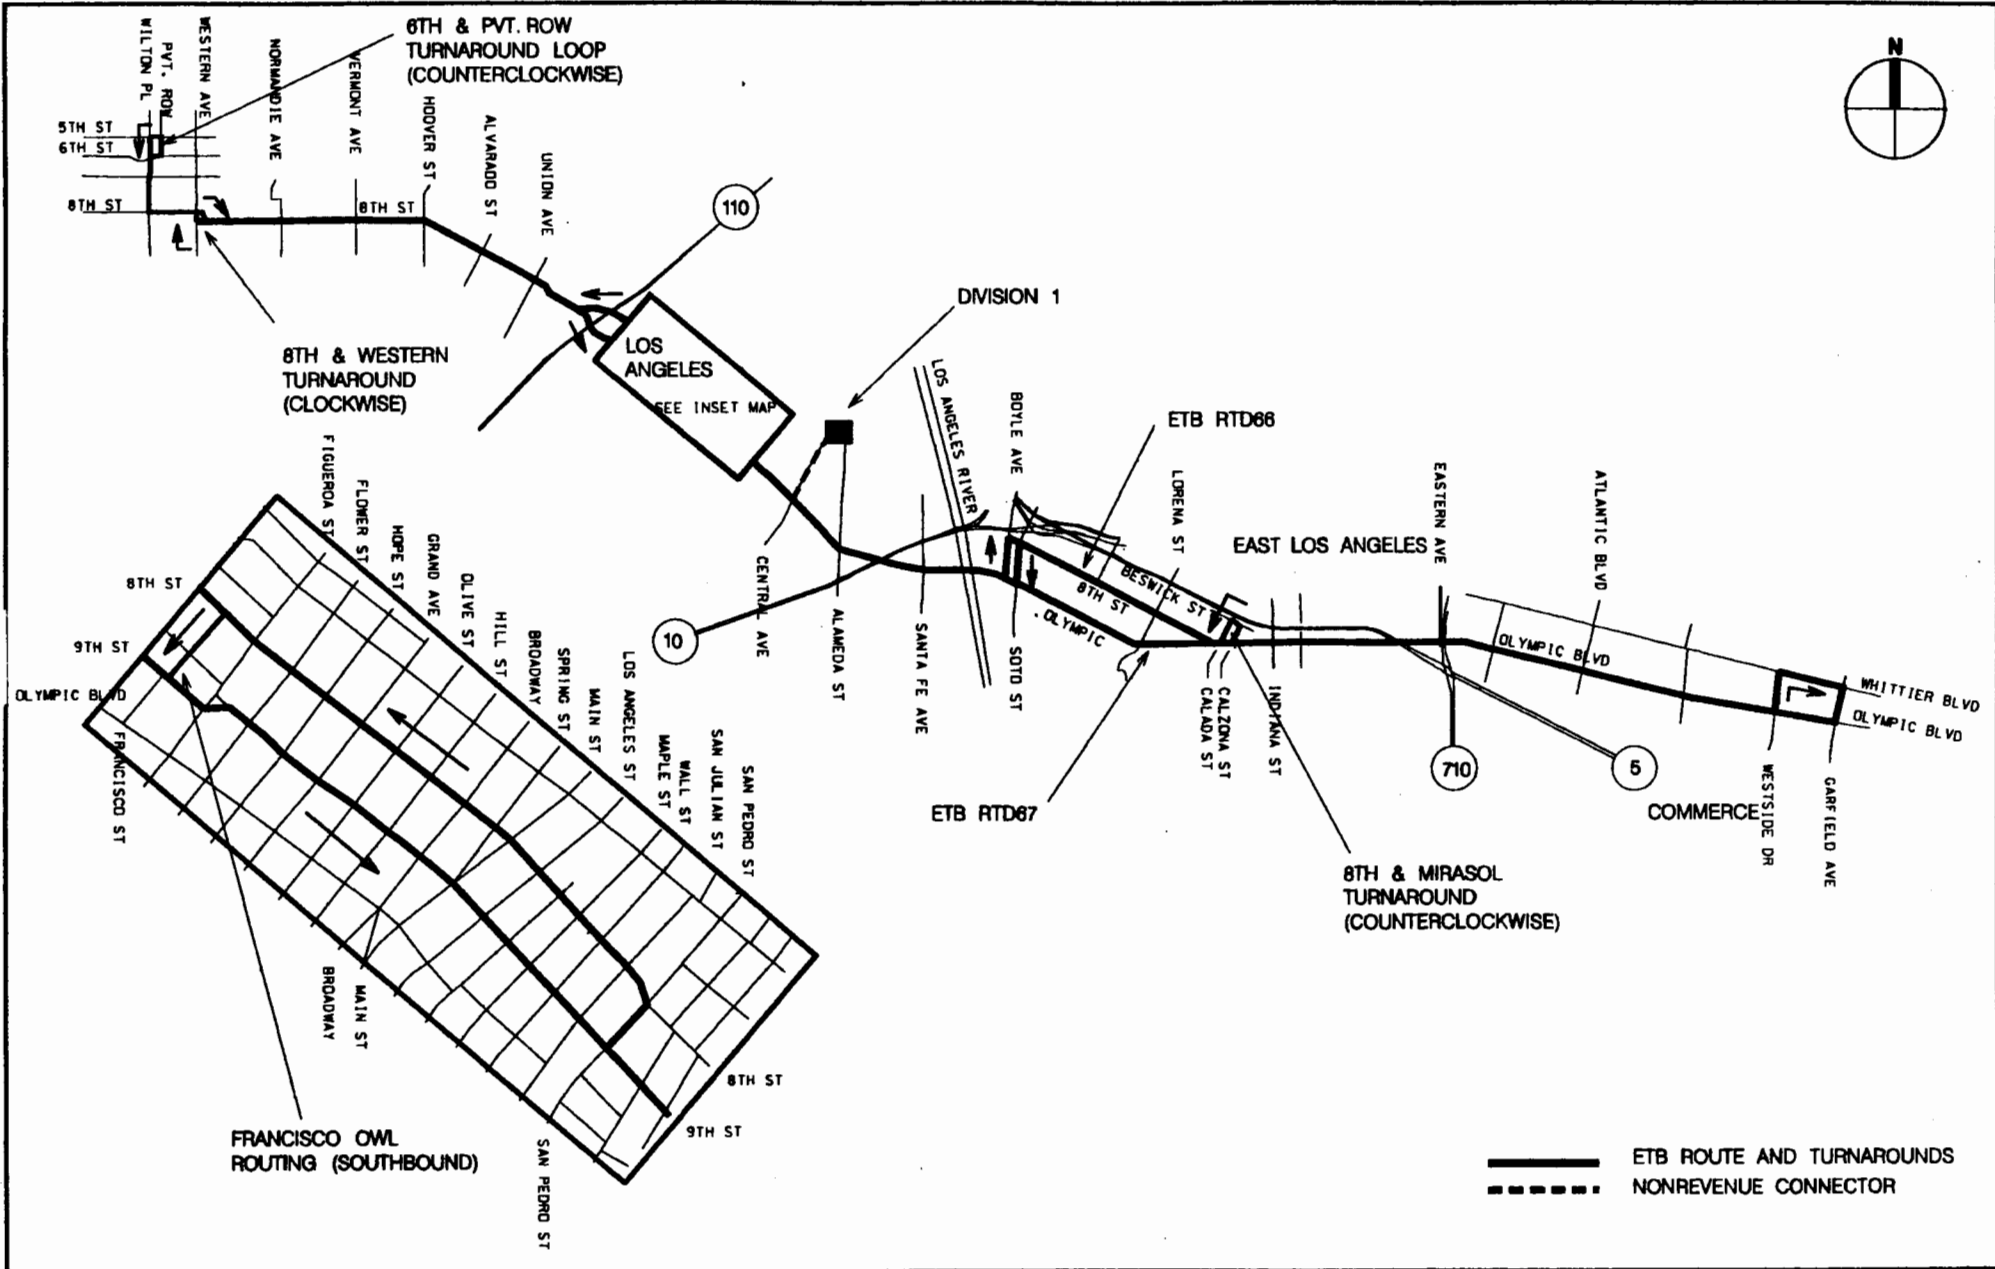 6TH & PVT. ROW
TURNAROUND LOOP
(COUNTERCLOCKWISE)
WILTON PL
PVT. ROW
WESTERN AVE
NORMANDIE AVE
VERMONT AVE
HOOVER ST
ALVARADO ST
UNION AVE
N
5TH ST
6TH ST
8TH ST
8TH ST
110
DIVISION 1
8TH & WESTERN
TURNAROUND
(CLOCKWISE)
LOS
ANGELES
SEE INSET MAP
LOS ANGELES RIVER
BOYLE AVE
ETB RTD66
LORENA ST
EAST LOS ANGELES
EASTERN AVE
ATLANTIC BLVD
BESWICK ST
8TH ST
OLYMPIC
OLYMPIC BLVD
WHITTIER BLVD
OLYMPIC BLVD
10
CENTRAL AVE
ALAMEDA ST
SANTA FE AVE
SOTO ST
CALADA ST
CALZONA ST
INDIANA ST
710
5
WESTSIDE DR
GARFIELD AVE
COMMERCE
ETB RTD67
8TH & MIRASOL
TURNAROUND
(COUNTERCLOCKWISE)
FIGUEROA ST
FLOWER ST
HOPE ST
GRAND AVE
OLIVE ST
HILL ST
BROADWAY
SPRING ST
MAIN ST
LOS ANGELES ST
MAPLE ST
WALL ST
SAN JULIAN ST
SAN PEDRO ST
8TH ST
9TH ST
OLYMPIC BLVD
FRANCISCO ST
BROADWAY
MAIN ST
8TH ST
9TH ST
SAN PEDRO ST
FRANCISCO OWL
ROUTING (SOUTHBOUND)
ETB ROUTE AND TURNAROUNDS
NONREVENUE CONNECTOR